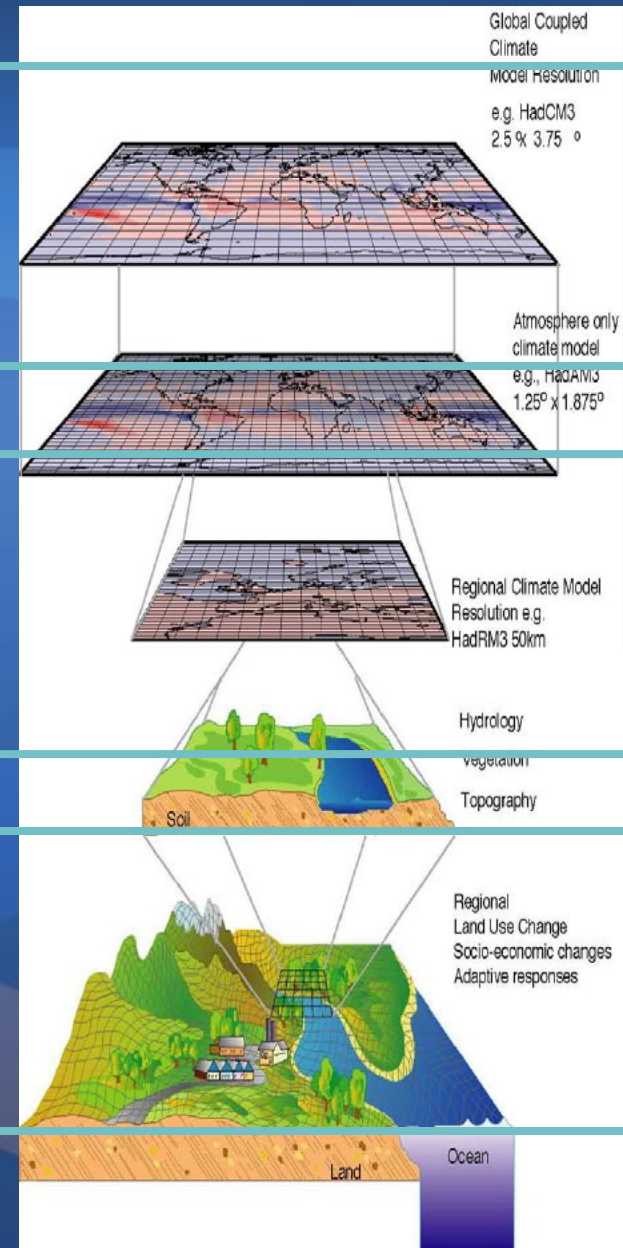 Global Coupled
Climate
Model Resolution
e.g. HadCM3
2.5 % 3.75 º
Atmosphere only
climate model
e.g., HadAM3
1.25º x 1.875º
Regional Climate Model
Resolution e.g.
HadRM3 50km
Hydrology
Vegetation
Topography
Soil
Regional
Land Use Change
Socio-economic changes
Adaptive responses
Ocean
Land